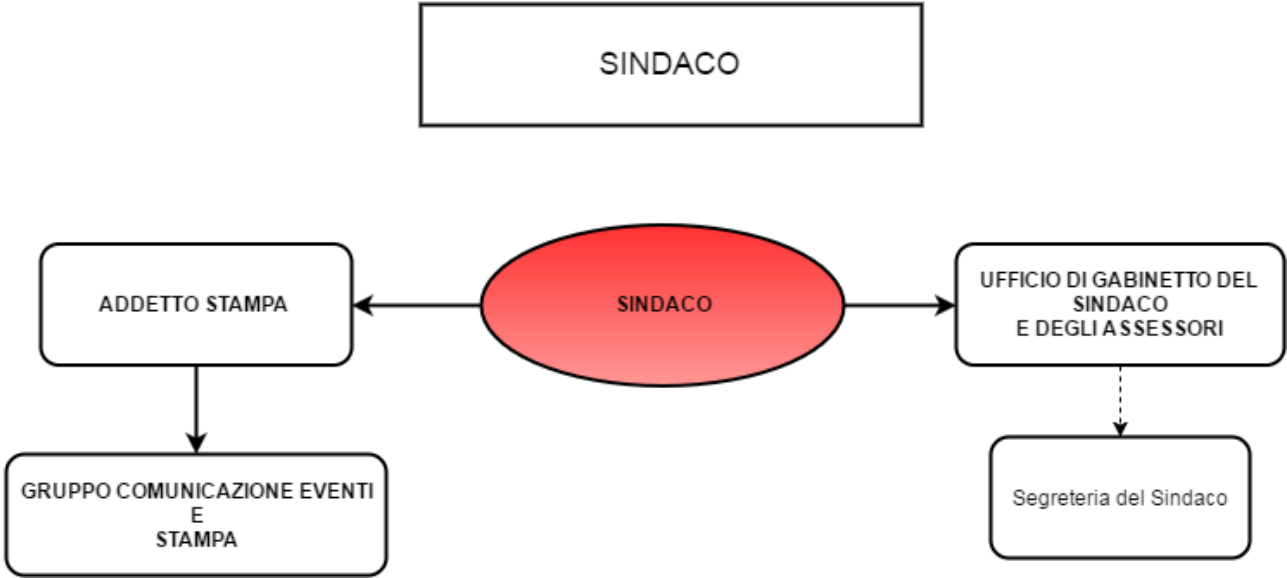 SINDACO
ADDETTO STAMPA
SINDACO
UFFICIO DI GABINETTO DEL
SINDACO
E DEGLI ASSESSORI
GRUPPO COMUNICAZIONE EVENTI
E
STAMPA
Segreteria del Sindaco